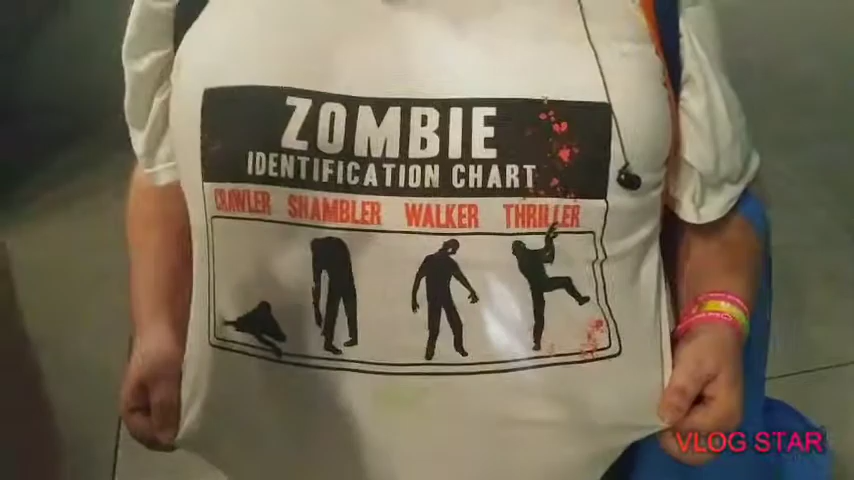 ZOMBIE
IDENTIFICATION CHART
CRAWLER SHAMBLER WALKER THRILLER
VLOG STAR